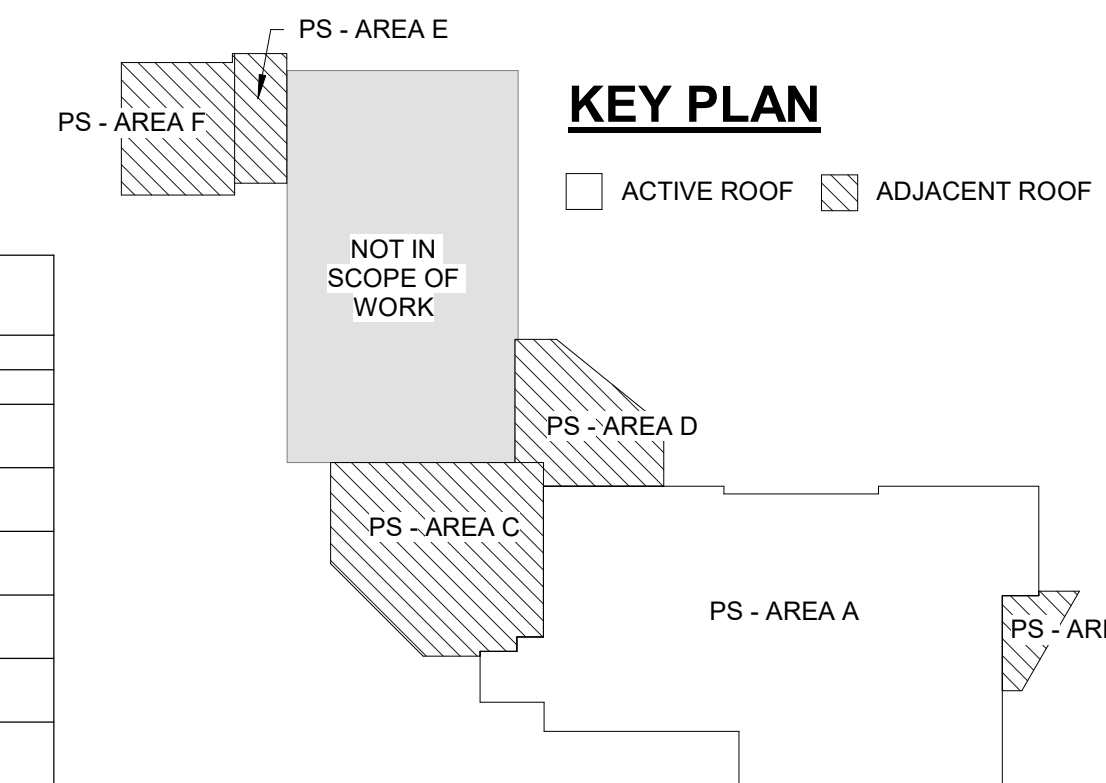 PS - AREA E
KEY PLAN
PS - AREA F
ACTIVE ROOF
ADJACENT ROOF
NOT IN
SCOPE OF
WORK
PS - AREA D
PS - AREA C
PS - AREA A
PS -